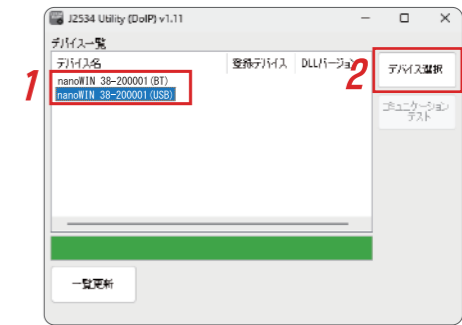 J2534 Utility (DoIP) v1.11
デバイス一覧
デバイス名 登録デバイス DLLバージョン
1
nanoWIN 38-200001(BT)
nanoWIN 38-200001(USB)
2
デバイス選択
コミュニケーション
テスト
一覧更新